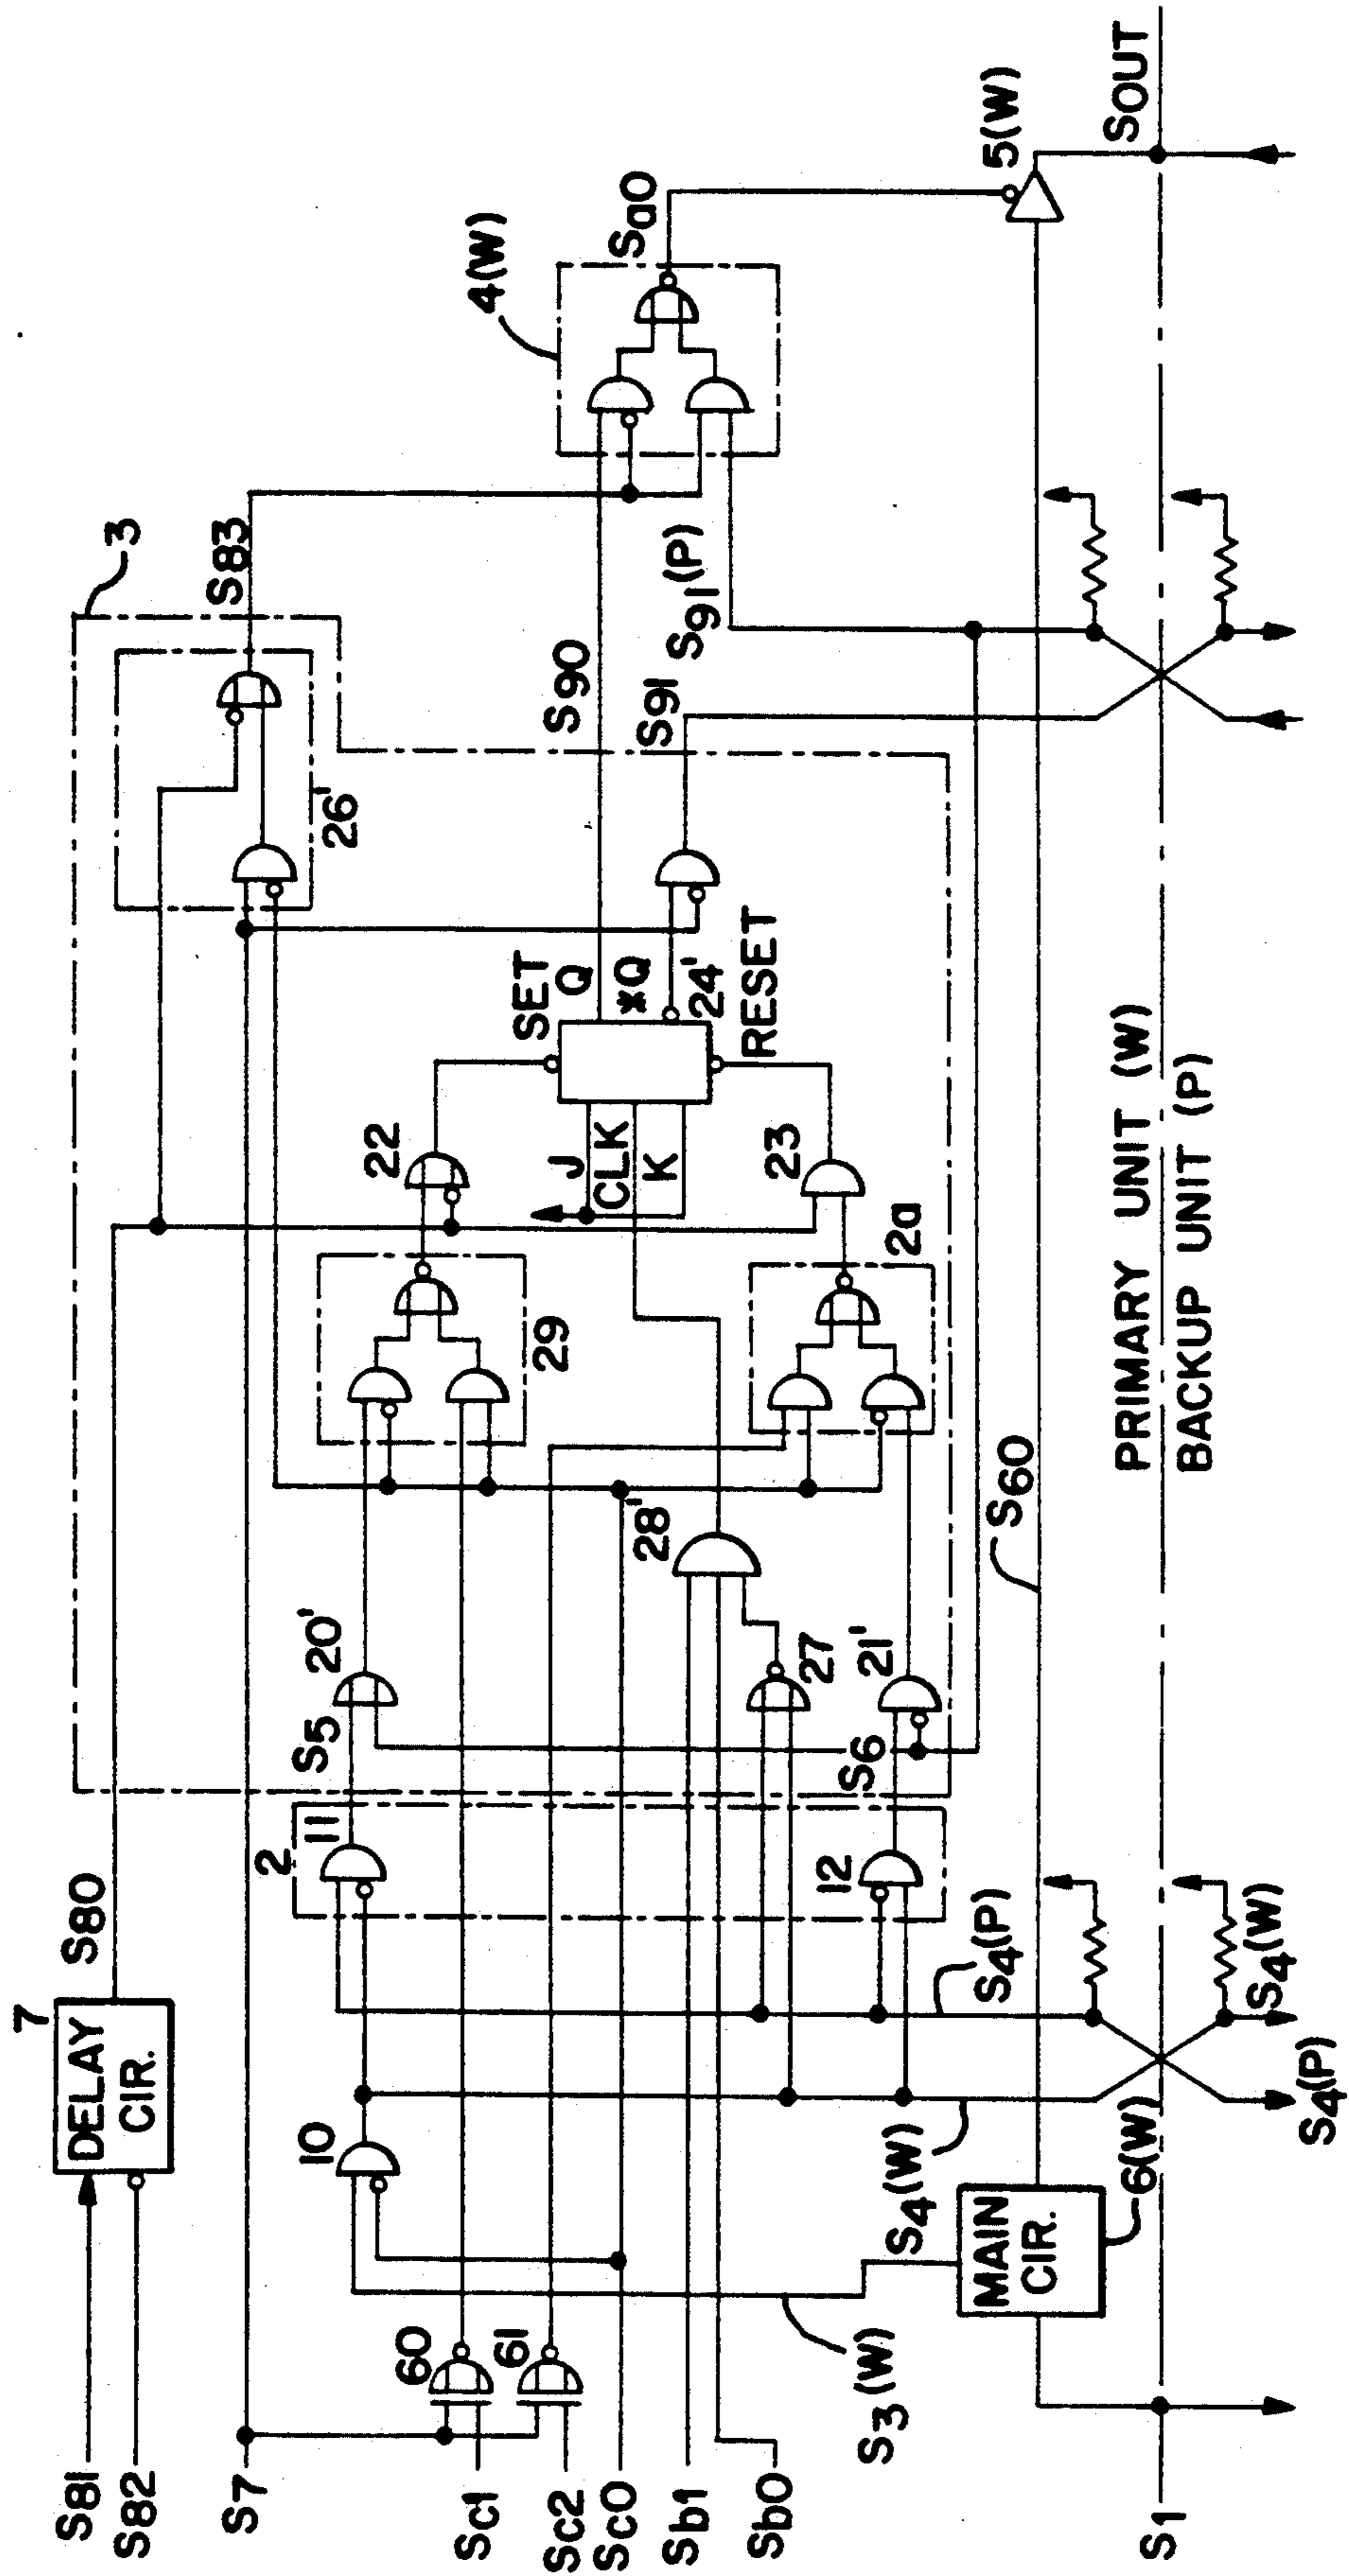 S81
S82
7
DELAY
CIR.
S80
S7
Sc1
Sc2
Sc0
Sb1
Sb0
S1
60
61
10
S3(W)
MAIN
CIR.
6(W)
S4(W)
S4(P)
S4(P)
S4(W)
2
11
12
S5
S6
20'
21'
27
28'
29
2a
22
23
J
CLK
K
SET
Q
*Q
24'
RESET
26'
3
S83
S90
S91
S91(P)
4(W)
Sa0
5(W)
SOUT
S60
PRIMARY UNIT (W)
BACKUP UNIT (P)